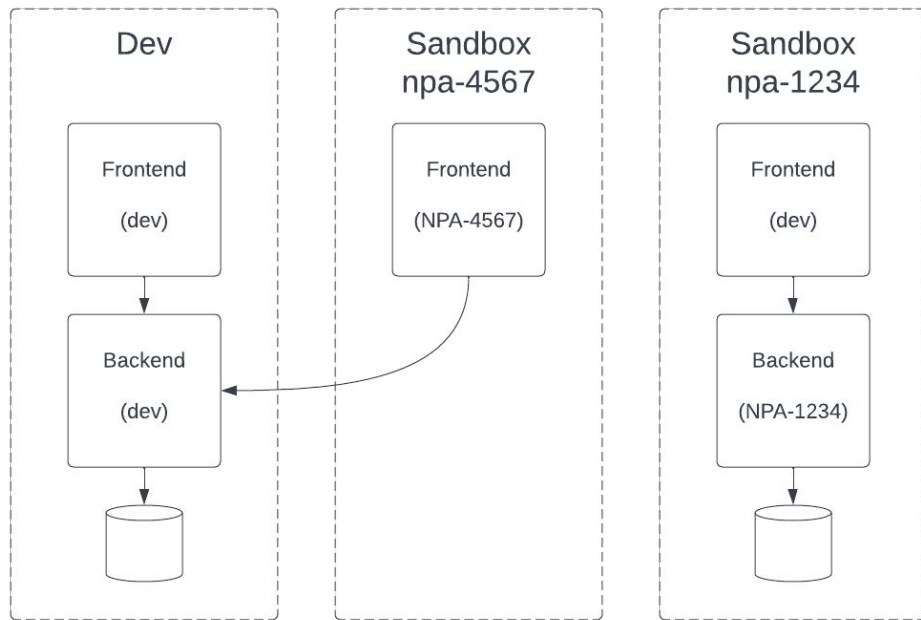 Dev
Frontend
(dev)
Backend
(dev)
Sandbox
npa-4567
Frontend
(NPA-4567)
Sandbox
npa-1234
Frontend
(dev)
Backend
(NPA-1234)